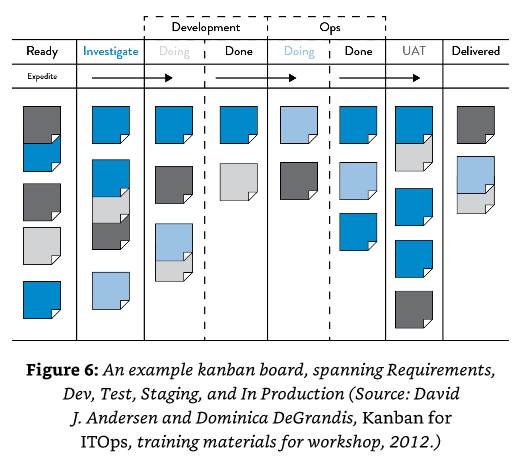 Development Ops
Ready Investigate Doing Done Doing Done UAT Delivered
Expedite
Figure 6: An example kanban board, spanning Requirements,
Dev, Test, Staging, and In Production (Source: David
J. Andersen and Dominica DeGrandis, Kanban for
ITOps, training materials for workshop, 2012.)